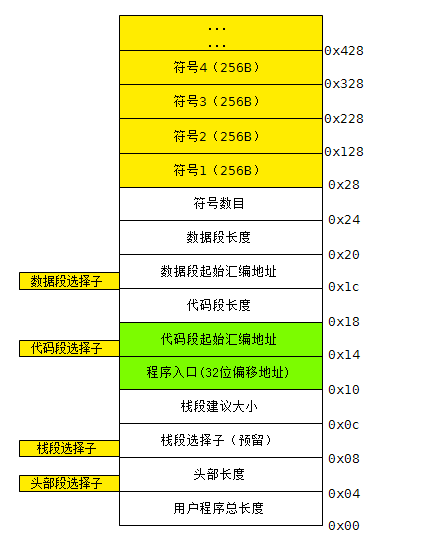 ...
...
0x428
符号4（256B）
0x328
符号3（256B）
0x228
符号2（256B）
0x128
符号1（256B）
0x28
符号数目
0x24
数据段长度
0x20
数据段选择子
数据段起始汇编地址
0x1c
代码段长度
0x18
代码段选择子
代码段起始汇编地址
0x14
程序入口(32位偏移地址)
0x10
栈段建议大小
0x0c
栈段选择子
栈段选择子（预留）
0x08
头部段选择子
头部长度
0x04
用户程序总长度
0x00